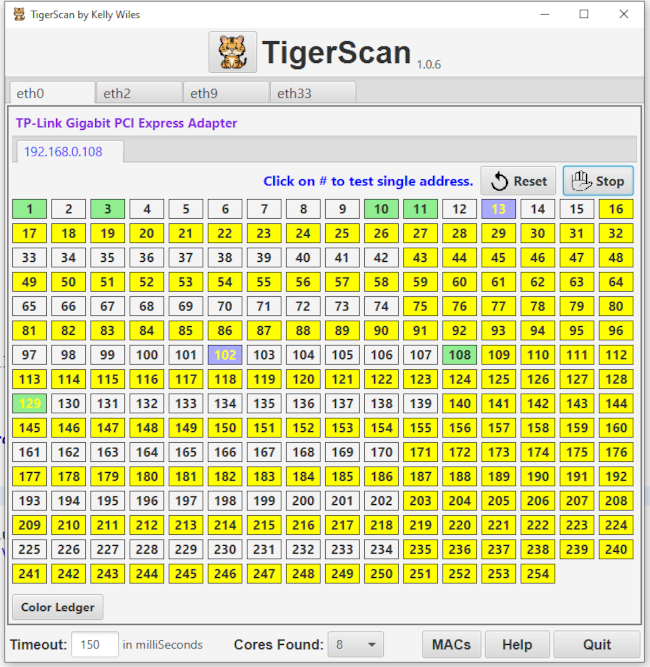 TigerScan by Kelly Wiles
TigerScan 1.0.6
eth0 eth2 eth9 eth33
TP-Link Gigabit PCI Express Adapter
192.168.0.108
Click on # to test single address. Reset Stop
1 2 3 4 5 6 7 8 9 10 11 12 13 14 15 16
17 18 19 20 21 22 23 24 25 26 27 28 29 30 31 32
33 34 35 36 37 38 39 40 41 42 43 44 45 46 47 48
49 50 51 52 53 54 55 56 57 58 59 60 61 62 63 64
65 66 67 68 69 70 71 72 73 74 75 76 77 78 79 80
81 82 83 84 85 86 87 88 89 90 91 92 93 94 95 96
97 98 99 100 101 102 103 104 105 106 107 108 109 110 111 112
113 114 115 116 117 118 119 120 121 122 123 124 125 126 127 128
129 130 131 132 133 134 135 136 137 138 139 140 141 142 143 144
145 146 147 148 149 150 151 152 153 154 155 156 157 158 159 160
161 162 163 164 165 166 167 168 169 170 171 172 173 174 175 176
177 178 179 180 181 182 183 184 185 186 187 188 189 190 191 192
193 194 195 196 197 198 199 200 201 202 203 204 205 206 207 208
209 210 211 212 213 214 215 216 217 218 219 220 221 222 223 224
225 226 227 228 229 230 231 232 233 234 235 236 237 238 239 240
241 242 243 244 245 246 247 248 249 250 251 252 253 254
Color Ledger
Timeout: 150 in milliSeconds Cores Found: 8 MACs Help Quit